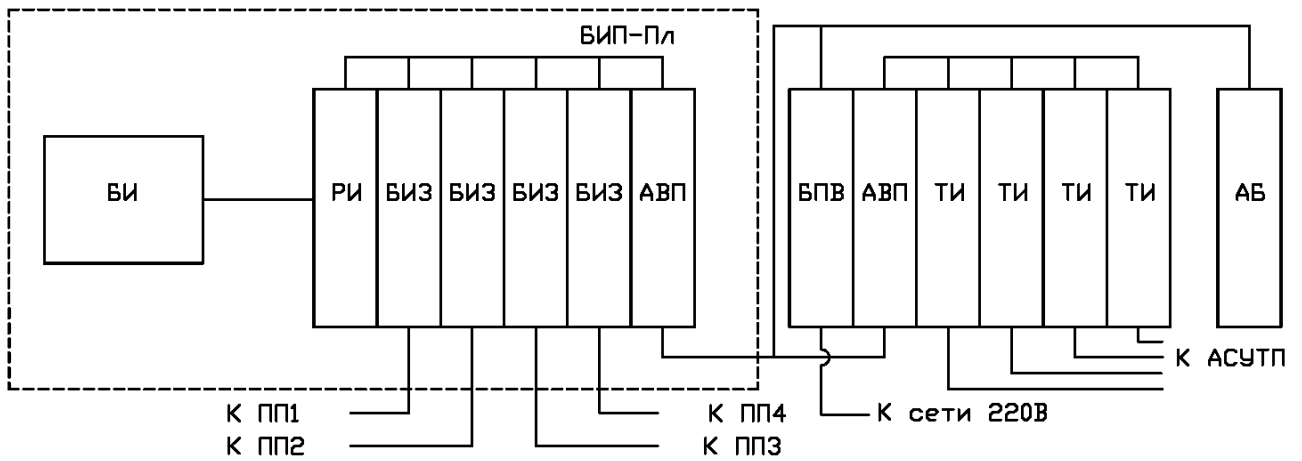 БИП-Пл
БИ
РИ БИЗ БИЗ БИЗ БИЗ АВП
БПВ АВП ТИ ТИ ТИ ТИ
АБ
К АСУТП
К ПП1
К ПП4
К сети 220В
К ПП2
К ПП3